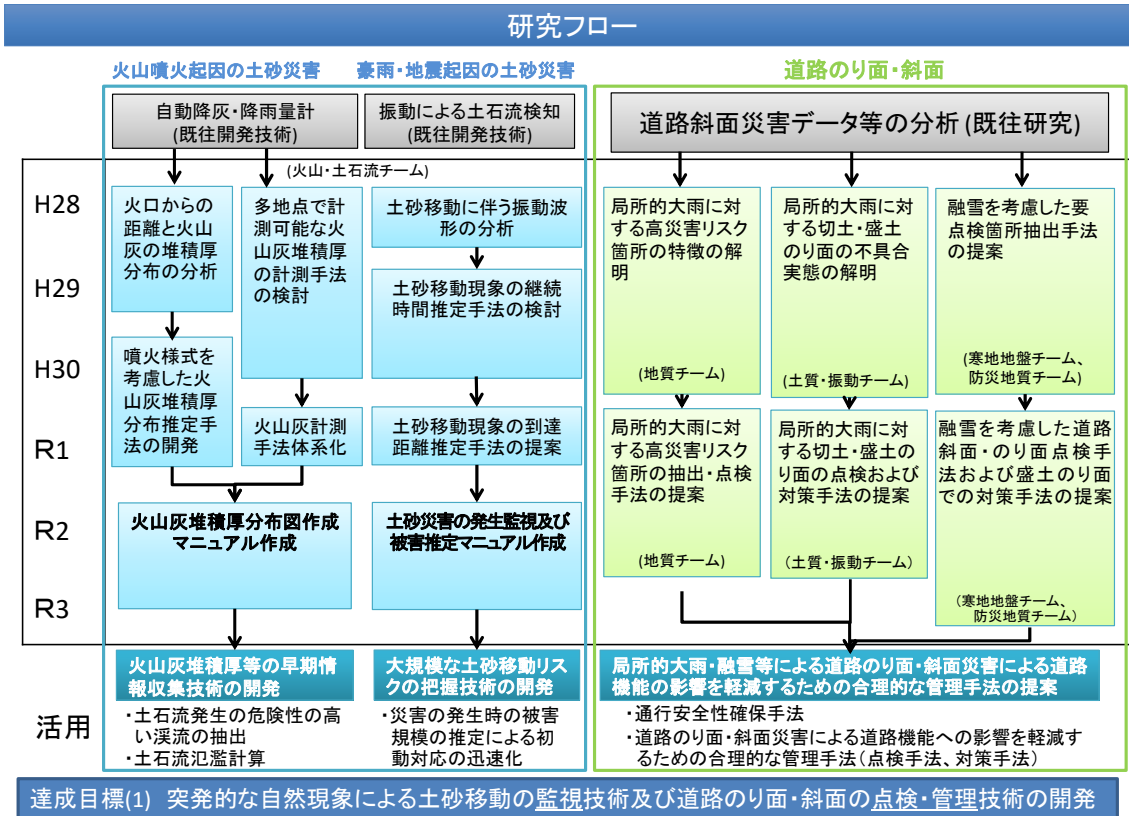 研究フロー
火山噴火起因の土砂災害
豪雨・地震起因の土砂災害
道路のり面・斜面
自動降灰・降雨量計
(既往開発技術)
振動による土石流検知
(既往開発技術)
道路斜面災害データ等の分析(既往研究)
(火山・土石流チーム)
H28
H29
H30
R1
R2
R3
活用
火口からの
距離と火山
灰の堆積厚
分布の分析
噴火様式を
考慮した火
山灰堆積厚
分布推定手
法の開発
多地点で計
測可能な火
山灰堆積厚
の計測手法
の検討
火山灰計測
手法体系化
火山灰堆積厚分布図作成
マニュアル作成
土砂移動に伴う振動波
形の分析
土砂移動現象の継続
時間推定手法の検討
土砂移動現象の到達
距離推定手法の提案
土砂災害の発生監視及び
被害推定マニュアル作成
局所的大雨に対
する高災害リスク
箇所の特徴の解
明
(地質チーム)
局所的大雨に対
する高災害リスク
箇所の抽出・点検
手法の提案
(地質チーム)
局所的大雨に対
する切土・盛土
のり面の不具合
実態の解明
(土質・振動チーム)
局所的大雨に対
する切土・盛土の
り面の点検および
対策手法の提案
(土質・振動チーム)
融雪を考慮した要
点検箇所抽出手法
の提案
(寒地地盤チーム、
防災地質チーム)
融雪を考慮した道路
斜面・のり面点検手
法および盛土のり面
での対策手法の提案
(寒地地盤チーム、
防災地質チーム)
火山灰堆積厚等の早期情
報収集技術の開発
・土石流発生の危険性の高
い渓流の抽出
・土石流氾濫計算
大規模な土砂移動リス
クの把握技術の開発
・災害の発生時の被害
規模の推定による初
動対応の迅速化
局所的大雨・融雪等による道路のり面・斜面災害による道路
機能の影響を軽減するための合理的な管理手法の提案
・通行安全性確保手法
・道路のり面・斜面災害による道路機能への影響を軽減す
るための合理的な管理手法(点検手法、対策手法)
達成目標(1) 突発的な自然現象による土砂移動の監視技術及び道路のり面・斜面の点検・管理技術の開発